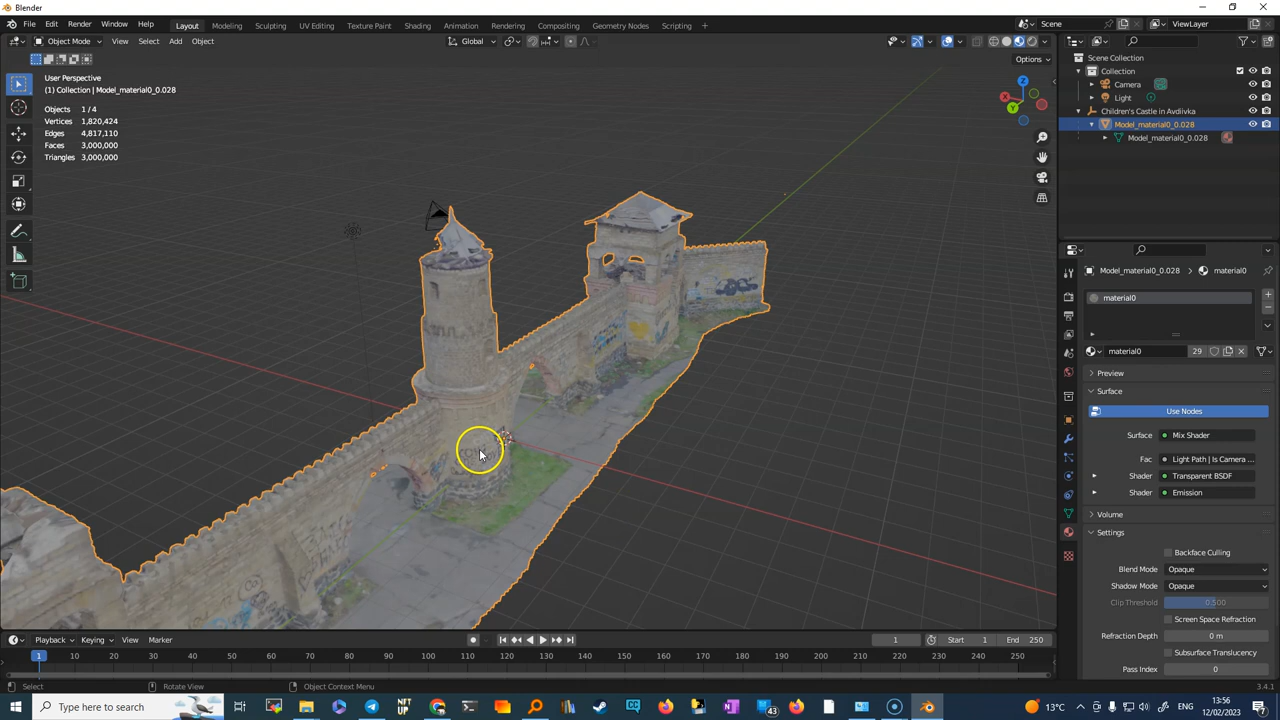 Blender
File Edit Render Window Help Layout Modeling Sculpting UV Editing Texture Paint Shading Animation Rendering Compositing Geometry Nodes Scripting + Scene ViewLayer
Object Mode View Select Add Object Global
Options
User Perspective
(1) Collection | Model_material0_0.028
Objects 1 / 4
Vertices 1,820,424
Edges 4,817,110
Faces 3,000,000
Triangles 3,000,000
Z
X
Y
Scene Collection
Collection
Camera
Light
Children's Castle in Avdiivka
Model_material0_0.028
Model_material0_0.028
Model_material0_0.028 > material0
material0
material0 29
Preview
Surface
Use Nodes
Surface Mix Shader
Fac Light Path | Is Camera ...
Shader Transparent BSDF
Shader Emission
Volume
Settings
Backface Culling
Blend Mode Opaque
Shadow Mode Opaque
Clip Threshold 0.500
Screen Space Refraction
Refraction Depth 0 m
Subsurface Translucency
Pass Index 0
Playback Keying View Marker 1 Start 1 End 250
1 10 20 30 40 50 60 70 80 90 100 110 120 130 140 150 160 170 180 190 200 210 220 230 240 250
Select Rotate View Object Context Menu 3.4.1
Type here to search NFT UP 43 13°C 13:56
12/02/2023